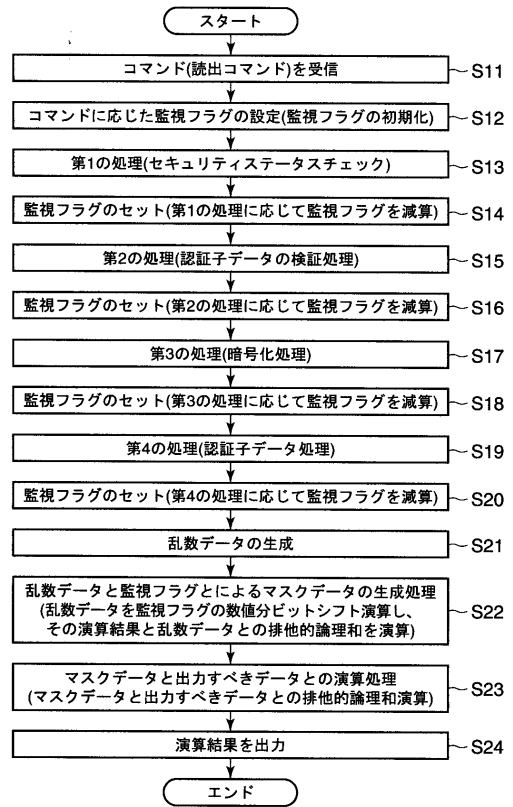 スタート
コマンド(読出コマンド)を受信 S11
コマンドに応じた監視フラグの設定(監視フラグの初期化) S12
第1の処理(セキュリティステータスチェック) S13
監視フラグのセット(第1の処理に応じて監視フラグを減算) S14
第2の処理(認証子データの検証処理) S15
監視フラグのセット(第2の処理に応じて監視フラグを減算) S16
第3の処理(暗号化処理) S17
監視フラグのセット(第3の処理に応じて監視フラグを減算) S18
第4の処理(認証子データ処理) S19
監視フラグのセット(第4の処理に応じて監視フラグを減算) S20
乱数データの生成 S21
乱数データと監視フラグとによるマスクデータの生成処理
(乱数データを監視フラグの数値分ビットシフト演算し、 S22
その演算結果と乱数データとの排他的論理和を演算)
マスクデータと出力すべきデータとの演算処理 S23
(マスクデータと出力すべきデータとの排他的論理和演算)
演算結果を出力 S24
エンド